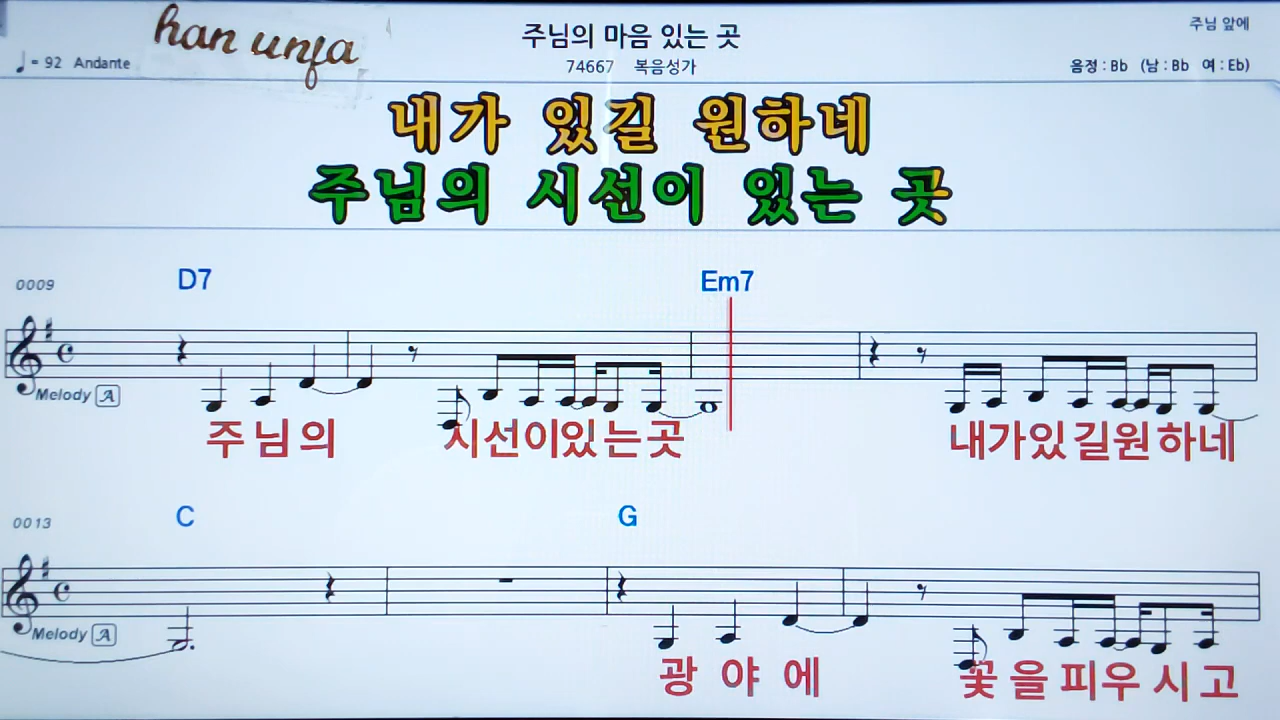 han unfa
주님의 마음 있는 곳
주님 앞에
♩= 92 Andante
74667 복음성가
음정 : Bb (남 : Bb 여 : Eb)
내가 있길 원하네
주님의 시선이 있는 곳
0009
D7
Em7
Melody A
주님의 시선이있는곳 내가있길원하네
0013
C
G
Melody A
광야에 꽃을피우시고